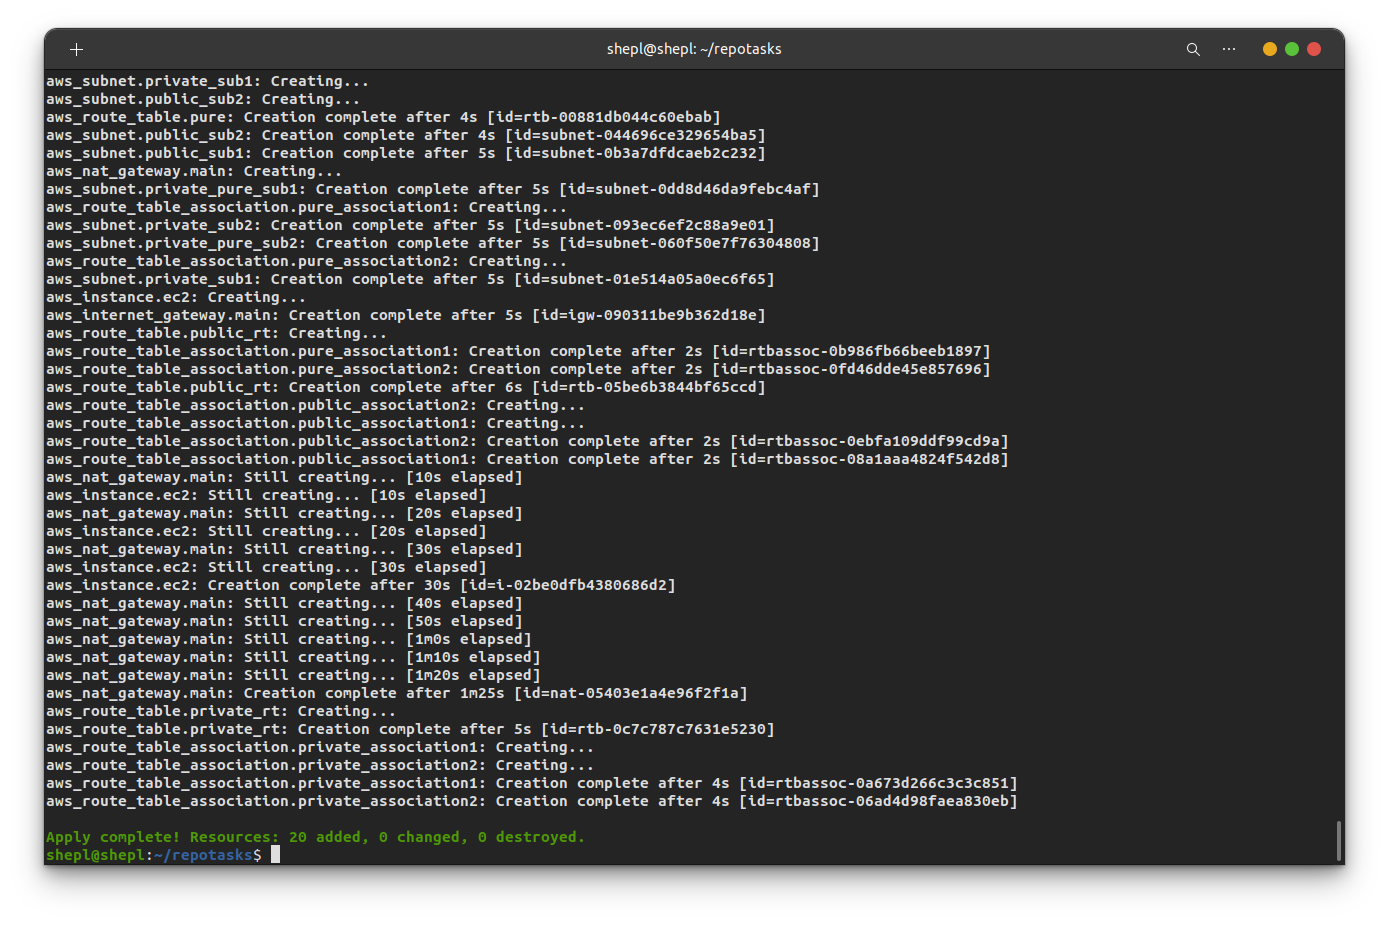 shepl@shepl: ~/repotasks
aws_subnet.private_sub1: Creating...
aws_subnet.public_sub2: Creating...
aws_route_table.pure: Creation complete after 4s [id=rtb-00881db044c60ebab]
aws_subnet.public_sub2: Creation complete after 4s [id=subnet-044696ce329654ba5]
aws_subnet.public_sub1: Creation complete after 5s [id=subnet-0b3a7dfdcaeb2c232]
aws_nat_gateway.main: Creating...
aws_subnet.private_pure_sub1: Creation complete after 5s [id=subnet-0dd8d46da9febc4af]
aws_route_table_association.pure_association1: Creating...
aws_subnet.private_sub2: Creation complete after 5s [id=subnet-093ec6ef2c88a9e01]
aws_subnet.private_pure_sub2: Creation complete after 5s [id=subnet-060f50e7f76304808]
aws_route_table_association.pure_association2: Creating...
aws_subnet.private_sub1: Creation complete after 5s [id=subnet-01e514a05a0ec6f65]
aws_instance.ec2: Creating...
aws_internet_gateway.main: Creation complete after 5s [id=igw-090311be9b362d18e]
aws_route_table.public_rt: Creating...
aws_route_table_association.pure_association1: Creation complete after 2s [id=rtbassoc-0b986fb66beeb1897]
aws_route_table_association.pure_association2: Creation complete after 2s [id=rtbassoc-0fd46dde45e857696]
aws_route_table.public_rt: Creation complete after 6s [id=rtb-05be6b3844bf65ccd]
aws_route_table_association.public_association2: Creating...
aws_route_table_association.public_association1: Creating...
aws_route_table_association.public_association2: Creation complete after 2s [id=rtbassoc-0ebfa109ddf99cd9a]
aws_route_table_association.public_association1: Creation complete after 2s [id=rtbassoc-08a1aaa4824f542d8]
aws_nat_gateway.main: Still creating... [10s elapsed]
aws_instance.ec2: Still creating... [10s elapsed]
aws_nat_gateway.main: Still creating... [20s elapsed]
aws_instance.ec2: Still creating... [20s elapsed]
aws_nat_gateway.main: Still creating... [30s elapsed]
aws_instance.ec2: Still creating... [30s elapsed]
aws_instance.ec2: Creation complete after 30s [id=i-02be0dfb4380686d2]
aws_nat_gateway.main: Still creating... [40s elapsed]
aws_nat_gateway.main: Still creating... [50s elapsed]
aws_nat_gateway.main: Still creating... [1m0s elapsed]
aws_nat_gateway.main: Still creating... [1m10s elapsed]
aws_nat_gateway.main: Still creating... [1m20s elapsed]
aws_nat_gateway.main: Creation complete after 1m25s [id=nat-05403e1a4e96f2f1a]
aws_route_table.private_rt: Creating...
aws_route_table.private_rt: Creation complete after 5s [id=rtb-0c7c787c7631e5230]
aws_route_table_association.private_association1: Creating...
aws_route_table_association.private_association2: Creating...
aws_route_table_association.private_association1: Creation complete after 4s [id=rtbassoc-0a673d266c3c3c851]
aws_route_table_association.private_association2: Creation complete after 4s [id=rtbassoc-06ad4d98faea830eb]
Apply complete! Resources: 20 added, 0 changed, 0 destroyed.
shepl@shepl:~/repotasks$